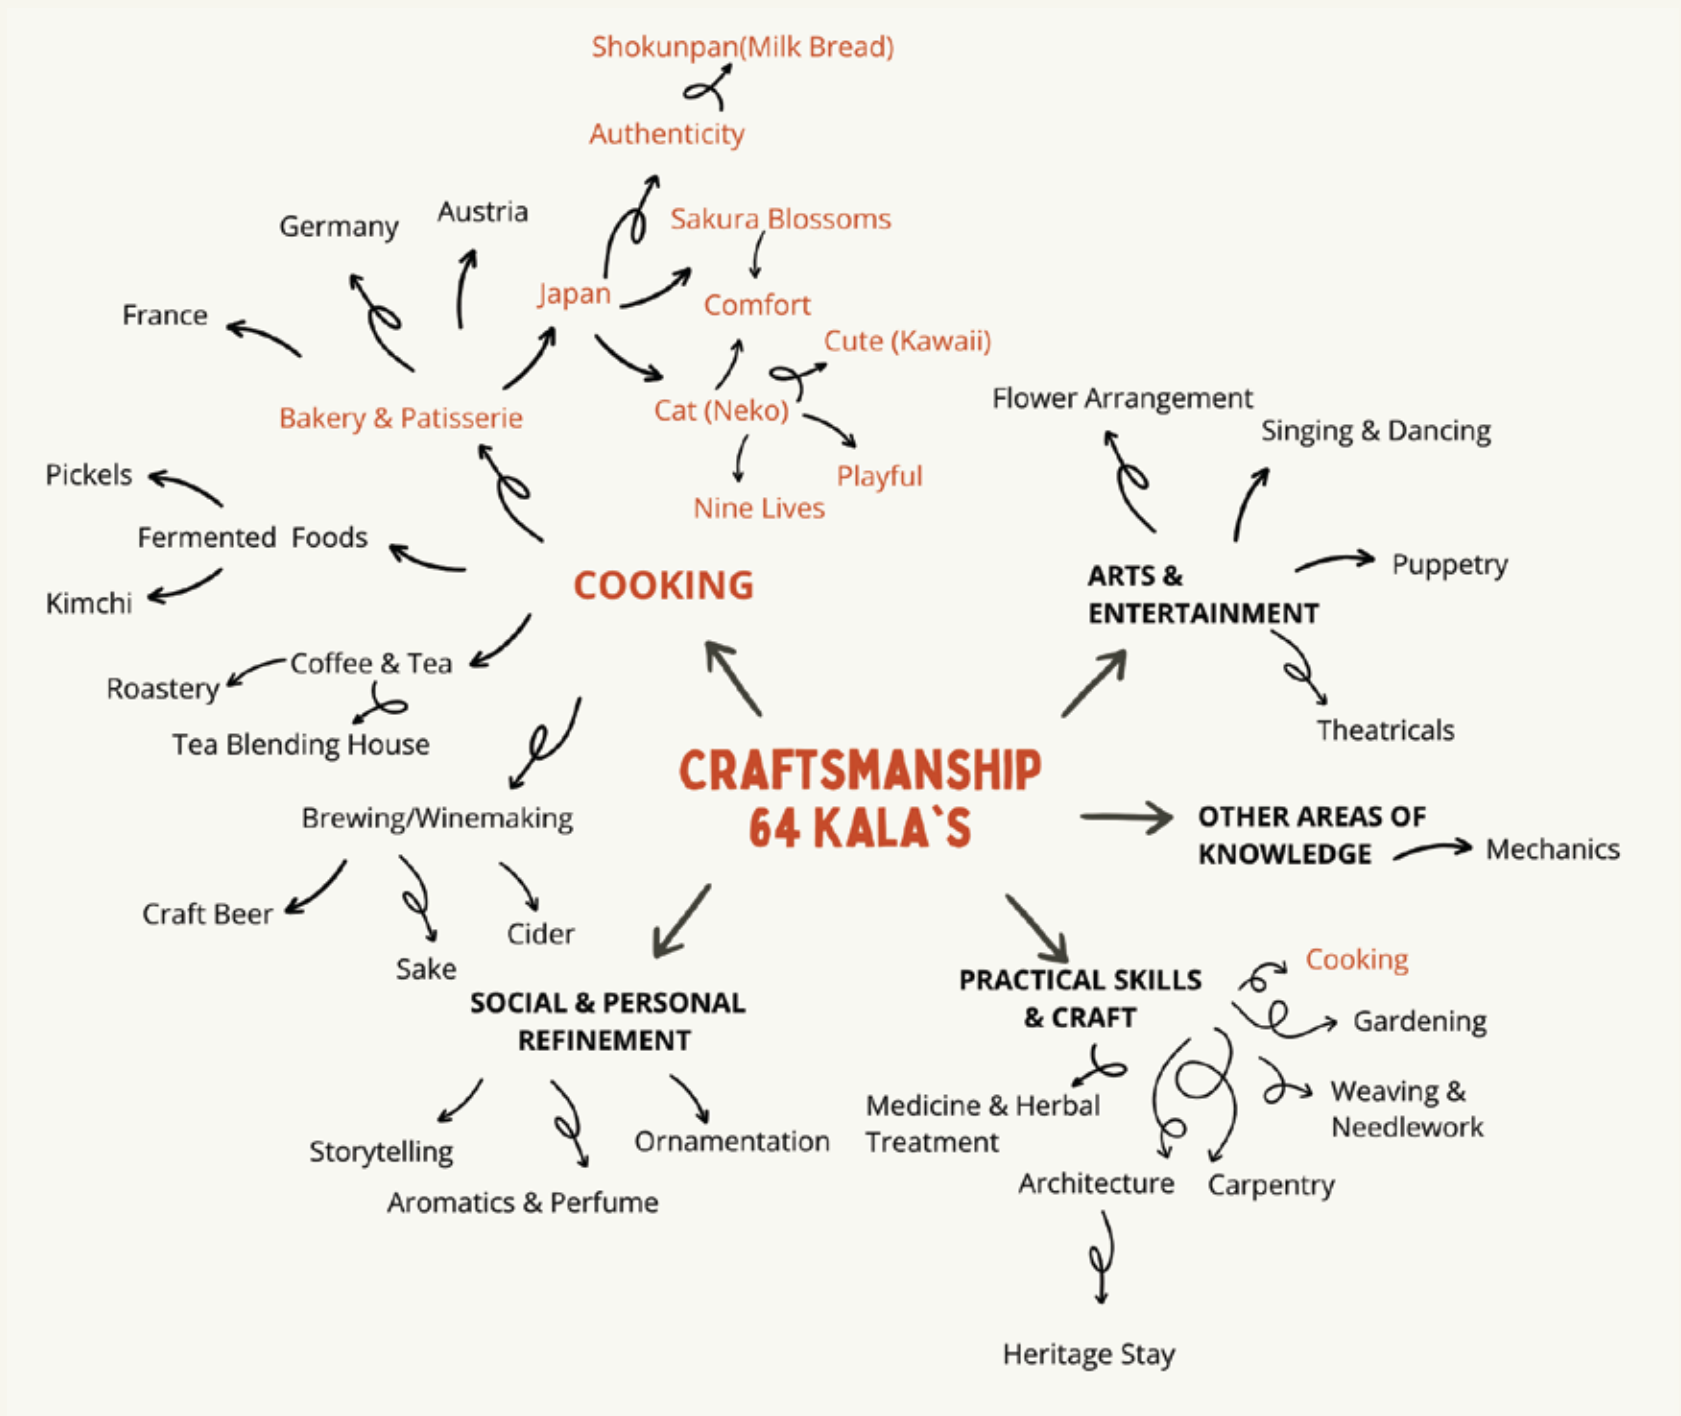 Shokunpan(Milk Bread)
Authenticity
Germany
Austria
Sakura Blossoms
Japan
Comfort
France
Cute (Kawaii)
Bakery & Patisserie
Cat (Neko)
Playful
Nine Lives
Pickels
Fermented Foods
Kimchi
COOKING
Coffee & Tea
Roastery
Tea Blending House
Brewing/Winemaking
Craft Beer
Sake
Cider
Flower Arrangement
Singing & Dancing
Puppetry
ARTS &
ENTERTAINMENT
Theatricals
CRAFTSMANSHIP
64 KALA`S
OTHER AREAS OF
KNOWLEDGE
Mechanics
SOCIAL & PERSONAL
REFINEMENT
Storytelling
Aromatics & Perfume
Ornamentation
PRACTICAL SKILLS
& CRAFT
Cooking
Gardening
Weaving &
Needlework
Medicine & Herbal
Treatment
Architecture
Carpentry
Heritage Stay